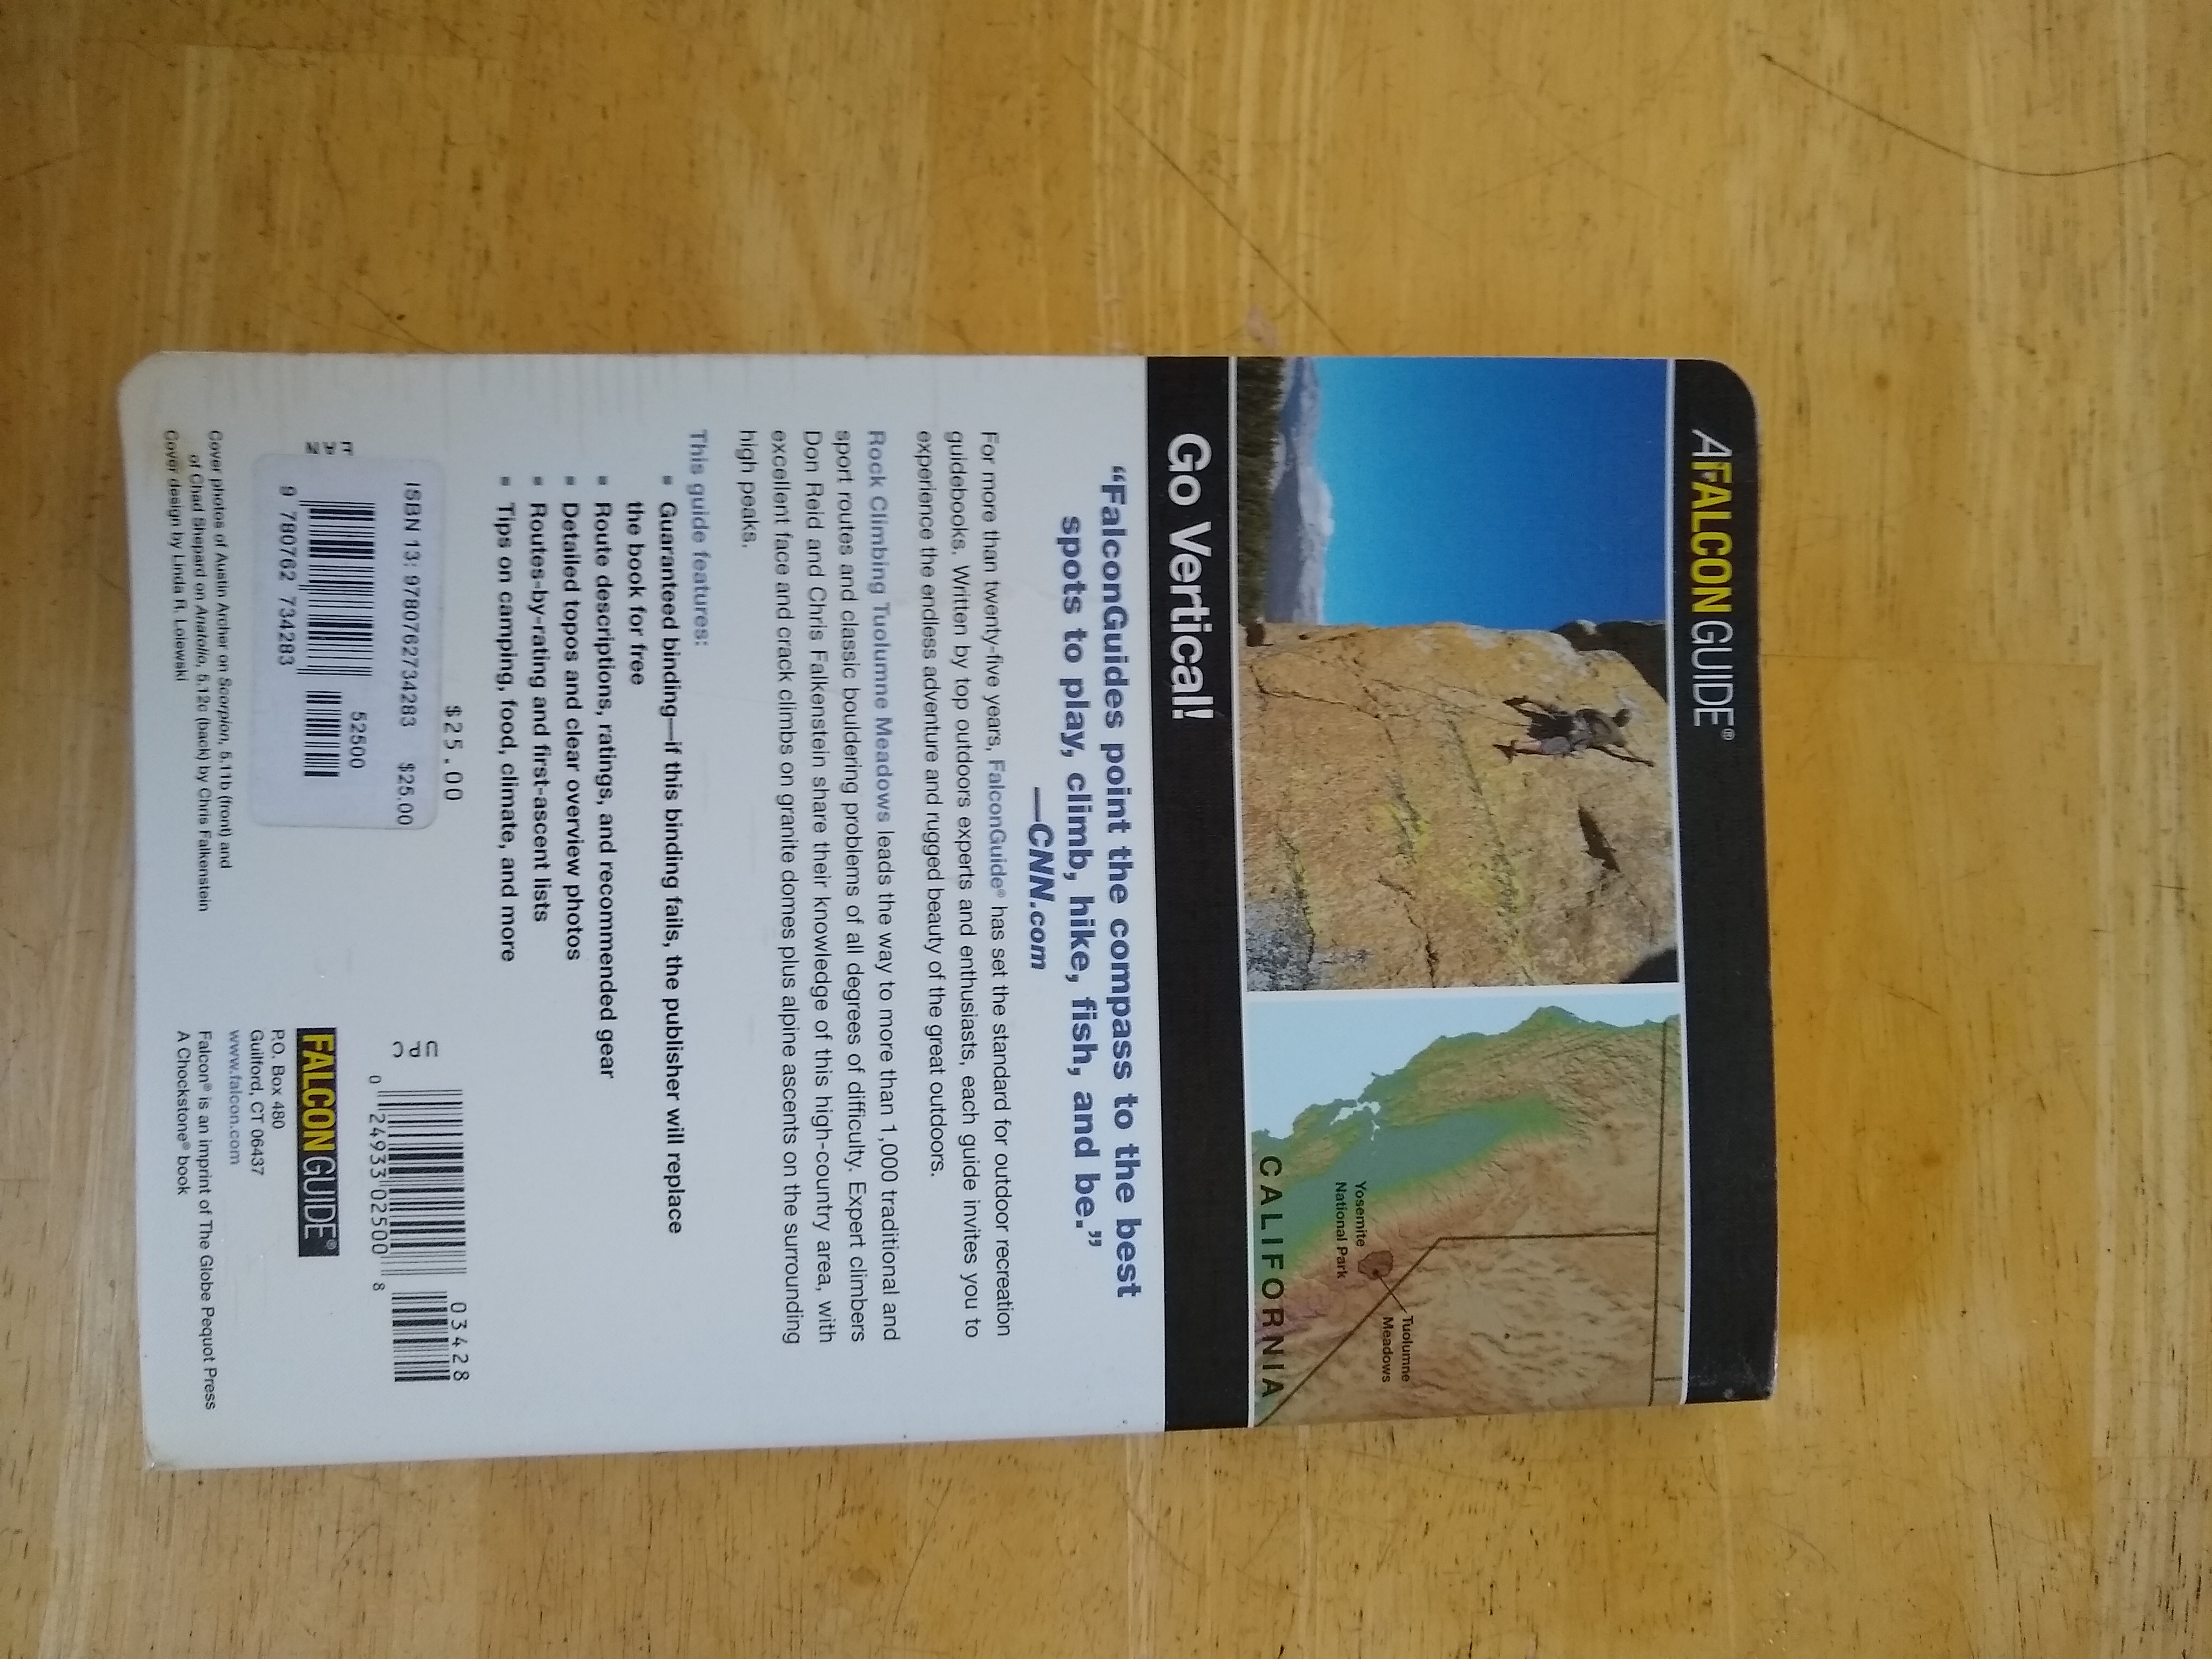 A FALCON GUIDE®
Yosemite
National Park
Tuolumne
Meadows
CALIFORNIA
Go Vertical!
“FalconGuides point the compass to the best
spots to play, climb, hike, fish, and be.”
—CNN.com
For more than twenty-five years, FalconGuide® has set the standard for outdoor recreation
guidebooks. Written by top outdoors experts and enthusiasts, each guide invites you to
experience the endless adventure and rugged beauty of the great outdoors.
Rock Climbing Tuolumne Meadows leads the way to more than 1,000 traditional and
sport routes and classic bouldering problems of all degrees of difficulty. Expert climbers
Don Reid and Chris Falkenstein share their knowledge of this high-country area, with
excellent face and crack climbs on granite domes plus alpine ascents on the surrounding
high peaks.
This guide features:
▪ Guaranteed binding—if this binding fails, the publisher will replace
the book for free
▪ Route descriptions, ratings, and recommended gear
▪ Detailed topos and clear overview photos
▪ Routes-by-rating and first-ascent lists
▪ Tips on camping, food, climate, and more
$25.00
ISBN 13: 9780762734283 $25.00
52500
9 780762 734283
Cover photos of Austin Archer on Scorpion, 5.11b (front) and
of Chad Shepard on Anatolio, 5.12c (back) by Chris Falkenstein
Cover design by Linda R. Loiewski
UPC
03428
0 24933 02500 8
FALCON GUIDE®
P.O. Box 480
Guilford, CT 06437
www.falcon.com
Falcon® is an imprint of The Globe Pequot Press
A Chockstone® book